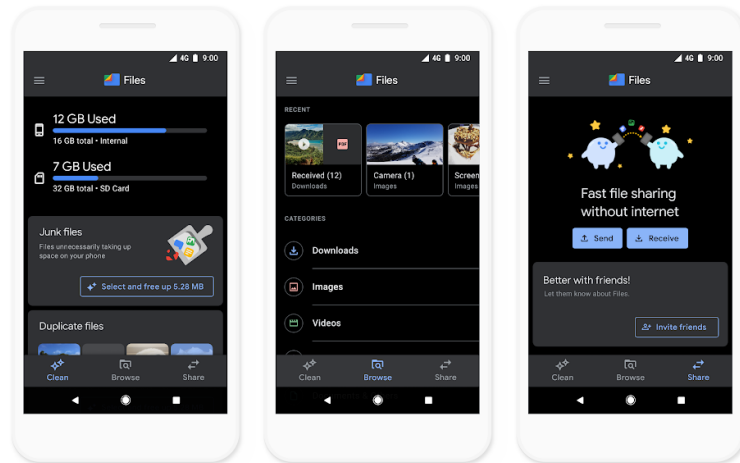 4G 9:00
Files
12 GB Used
16 GB total • Internal
7 GB Used
32 GB total • SD Card
Junk files
Files unnecessarily taking up
space on your phone
Select and free up 5.28 MB
Duplicate files
Clean Browse Share
4G 9:00
Files
RECENT
PDF
Received (12)
Downloads
Camera (1)
Images
Screen
Images
CATEGORIES
Downloads
Images
Videos
Clean Browse Share
4G 9:00
Files
Fast file sharing
without internet
Send Receive
Better with friends!
Let them know about Files.
Invite friends
Clean Browse Share